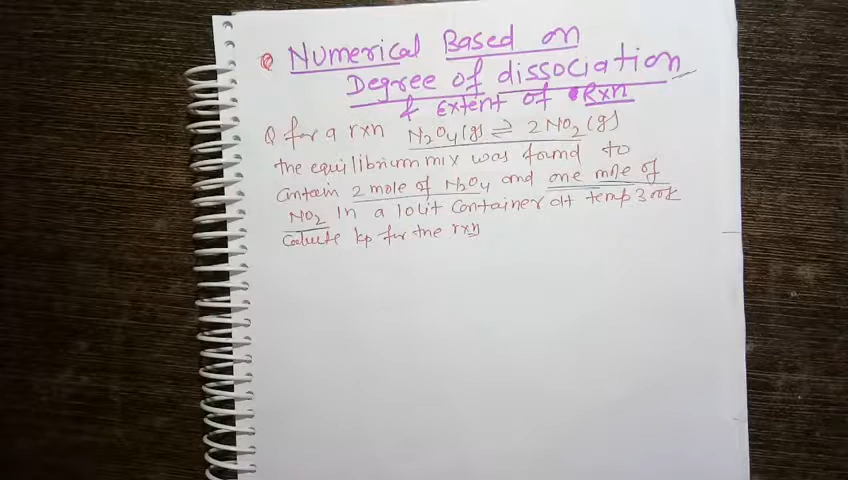 Numerical Based on
Degree of dissociation
& Extent of Rxn
Q for a rxn N2O4(g) ⇌ 2NO2(g)
the equilibrium mix was found to
contain 2 mole of N2O4 and one mole of
NO2 In a 10 lit container at temp 300k
Calculate kp for the rxn